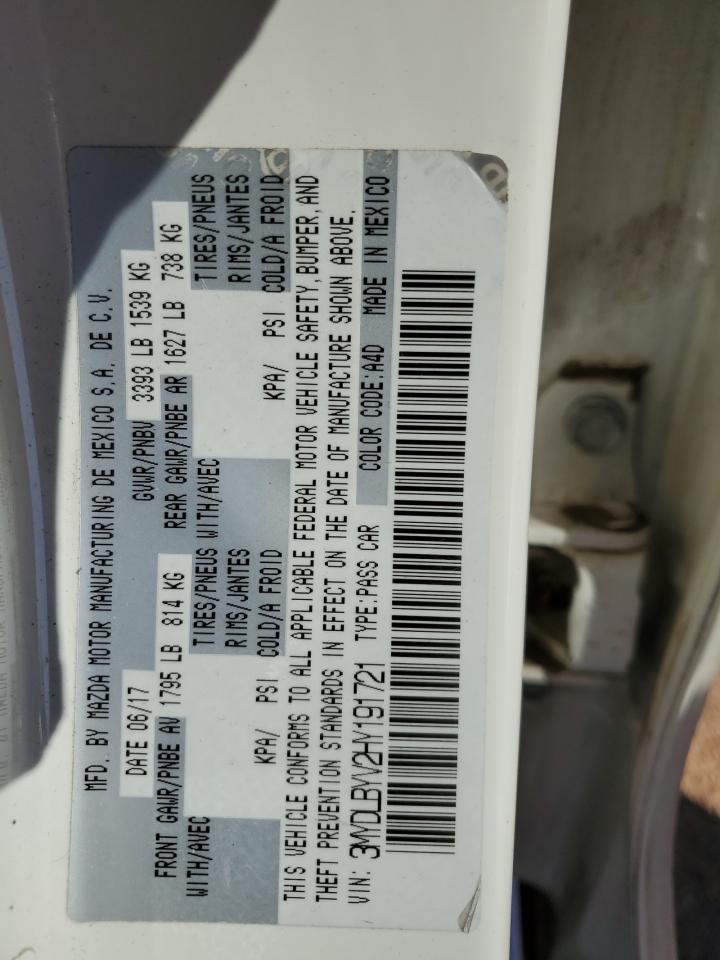 MFD. BY MAZDA MOTOR MANUFACTURING DE MEXICO S.A. DE C.V.
DATE 06/17 GVWR/PNBV 3393 LB 1539 KG
FRONT GAWR/PNBE AV 1795 LB 814 KG REAR GAWR/PNBE AR 1627 LB 738 KG
WITH/AVEC TIRES/PNEUS WITH/AVEC TIRES/PNEUS
RIMS/JANTES RIMS/JANTES
KPA/ PSI COLD/A FROID KPA/ PSI COLD/A FROID
THIS VEHICLE CONFORMS TO ALL APPLICABLE FEDERAL MOTOR VEHICLE SAFETY, BUMPER, AND
THEFT PREVENTION STANDARDS IN EFFECT ON THE DATE OF MANUFACTURE SHOWN ABOVE.
VIN: 3MYDLBYV2HY191721 TYPE:PASS CAR COLOR CODE:A4D MADE IN MEXICO